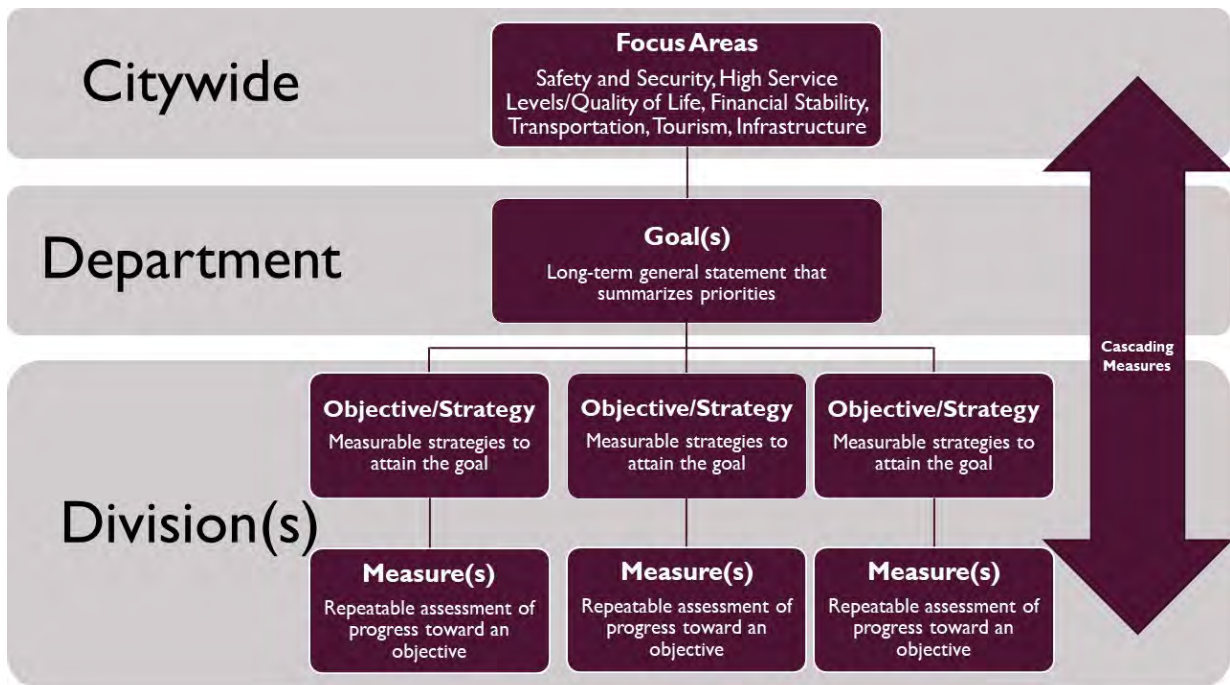 Citywide
Focus Areas
Safety and Security, High Service
Levels/Quality of Life, Financial Stability,
Transportation, Tourism, Infrastructure
Department
Goal(s)
Long-term general statement that
summarizes priorities
Cascading
Measures
Division(s)
Objective/Strategy
Measurable strategies to
attain the goal
Objective/Strategy
Measurable strategies to
attain the goal
Objective/Strategy
Measurable strategies to
attain the goal
Measure(s)
Repeatable assessment of
progress toward an
objective
Measure(s)
Repeatable assessment of
progress toward an
objective
Measure(s)
Repeatable assessment of
progress toward an
objective